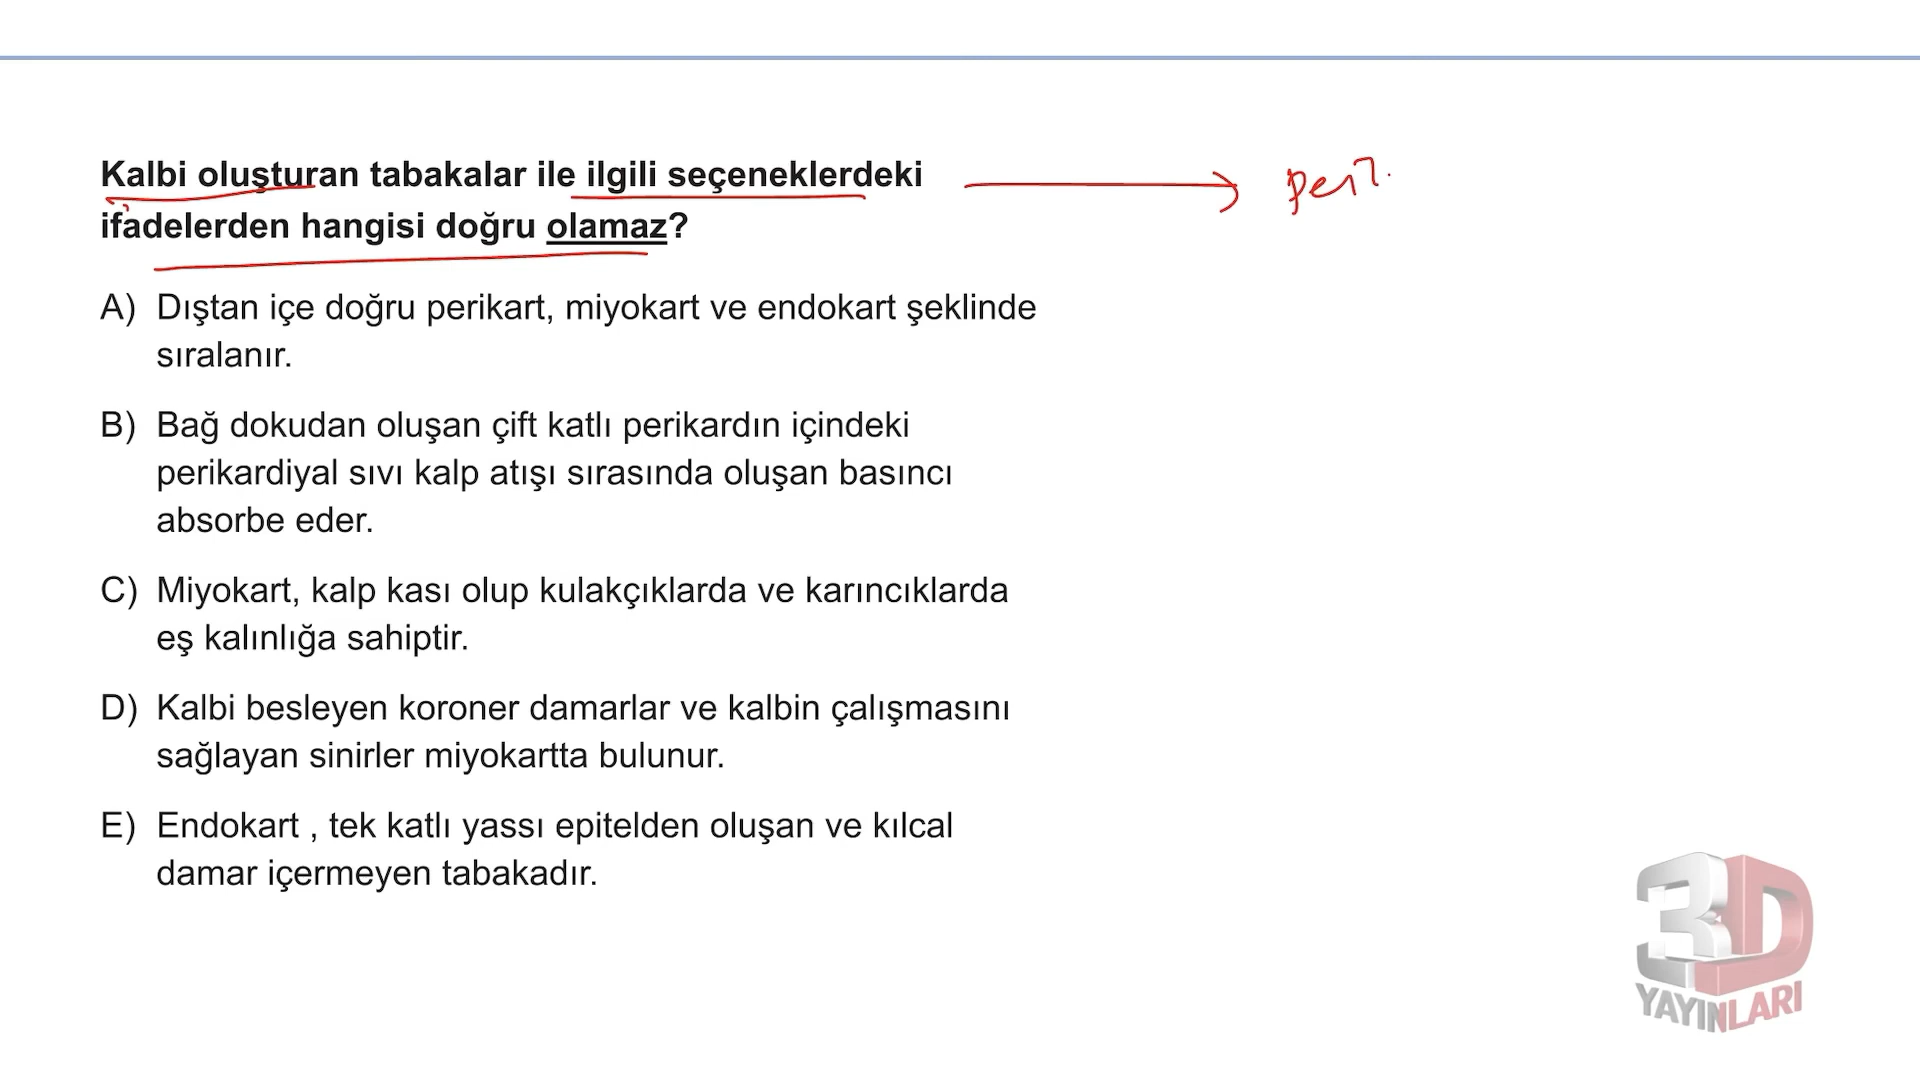 Kalbi oluşturan tabakalar ile ilgili seçeneklerdeki
ifadelerden hangisi doğru olamaz?
A) Dıştan içe doğru perikart, miyokart ve endokart şeklinde
sıralanır.
B) Bağ dokudan oluşan çift katlı perikardın içindeki
perikardiyal sıvı kalp atışı sırasında oluşan basıncı
absorbe eder.
C) Miyokart, kalp kası olup kulakçıklarda ve karıncıklarda
eş kalınlığa sahiptir.
D) Kalbi besleyen koroner damarlar ve kalbin çalışmasını
sağlayan sinirler miyokartta bulunur.
E) Endokart , tek katlı yassı epitelden oluşan ve kılcal
damar içermeyen tabakadır.
3D
YAYINLARI